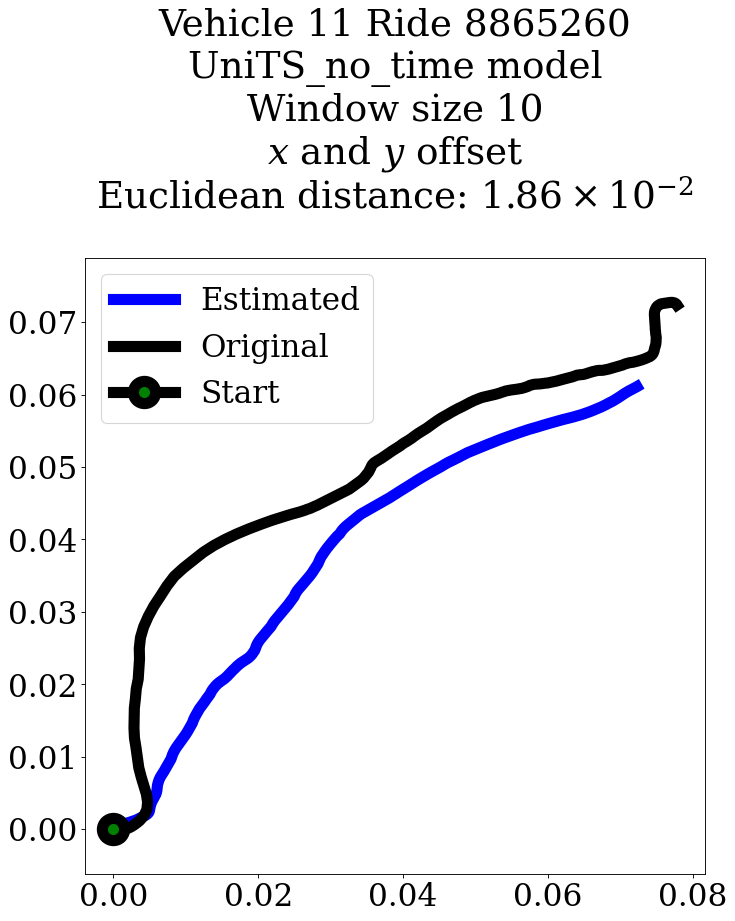 Vehicle 11 Ride 8865260
UniTS_no_time model
Window size 10
x and y offset
Euclidean distance: 1.86 × 10⁻²
Estimated
Original
Start
0.07
0.06
0.05
0.04
0.03
0.02
0.01
0.00
0.00 0.02 0.04 0.06 0.08